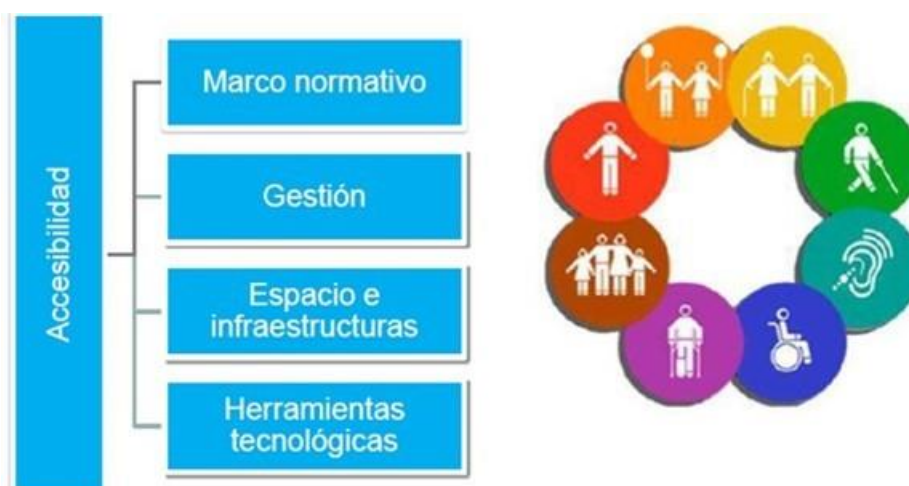 Accesibilidad
Marco normativo
Gestión
Espacio e
infraestructuras
Herramientas
tecnológicas